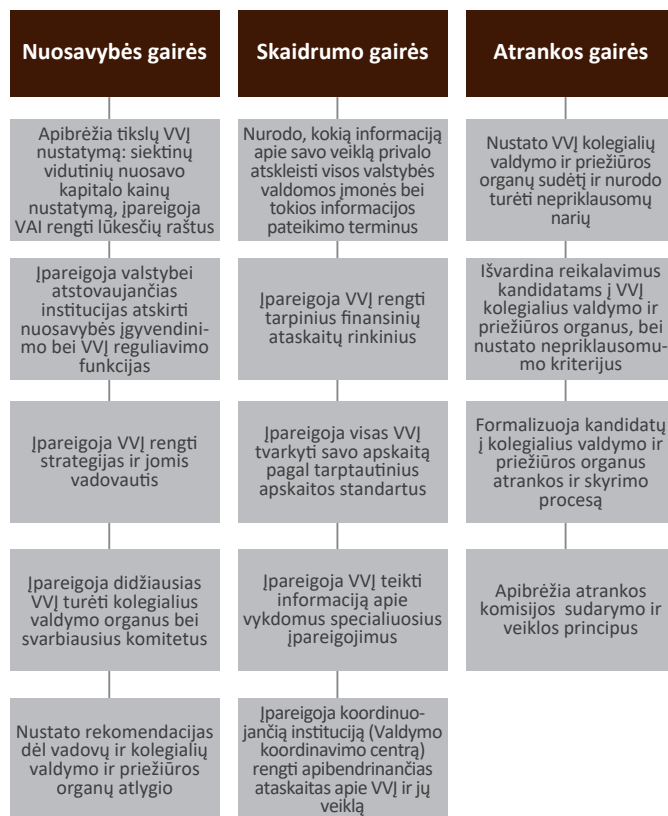 Nuosavybės gairės
Apibrėžia tikslų VVĮ
nustatymą: siektinų
vidutinių nuosavo
kapitalo kainų
nustatymą, įpareigoja
VAI rengti lūkesčių raštus
Įpareigoja valstybei
atstovaujančias
institucijas atskirti
nuosavybės įgyvendini-
mo bei VVĮ reguliavimo
funkcijas
Įpareigoja VVĮ rengti
strategijas ir jomis
vadovautis
Įpareigoja didžiausias
VVĮ turėti kolegialius
valdymo organus bei
svarbiausius komitetus
Nustato rekomendacijas
dėl vadovų ir kolegialių
valdymo ir priežiūros
organų atlygio
Skaidrumo gairės
Nurodo, kokią informaciją
apie savo veiklą privalo
atskleisti visos valstybės
valdomos įmonės bei
tokios informacijos
pateikimo terminus
Įpareigoja VVĮ rengti
tarpinius finansinių
ataskaitų rinkinius
Įpareigoja visas VVĮ
tvarkyti savo apskaitą
pagal tarptautinius
apskaitos standartus
Įpareigoja VVĮ teikti
informaciją apie
vykdomus specialiuosius
įpareigojimus
Įpareigoja koordinuo-
jančią instituciją (Valdymo
koordinavimo centrą)
rengti apibendrinančias
ataskaitas apie VVĮ ir jų
veiklą
Atrankos gairės
Nustato VVĮ kolegialių
valdymo ir priežiūros
organų sudėtį ir nurodo
turėti nepriklausomų
narių
Išvardina reikalavimus
kandidatams į VVĮ
kolegialius valdymo ir
priežiūros organus, bei
nustato nepriklausomu-
mo kriterijus
Formalizuoja kandidatų
į kolegialius valdymo ir
priežiūros organus
atrankos ir skyrimo
procesą
Apibrėžia atrankos
komisijos sudarymo ir
veiklos principus